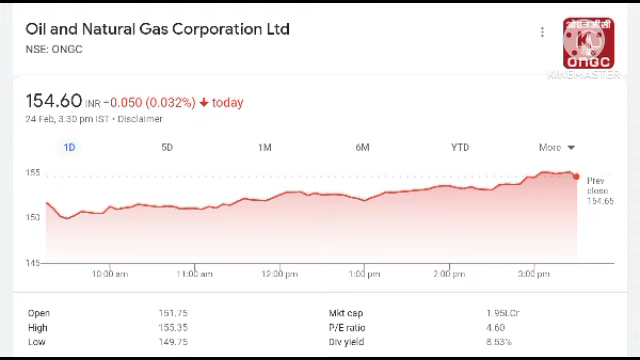 Oil and Natural Gas Corporation Ltd
NSE: ONGC
ONGC
KINEMASTER
154.60 INR −0.050 (0.032%) ↓ today
24 Feb, 3:30 pm IST • Disclaimer
1D 5D 1M 6M YTD More
155
150
145
Prev
close
154.65
10:00 am 11:00 am 12:00 pm 1:00 pm 2:00 pm 3:00 pm
Open 151.75 Mkt cap 1.95LCr
High 155.35 P/E ratio 4.60
Low 149.75 Div yield 8.53%